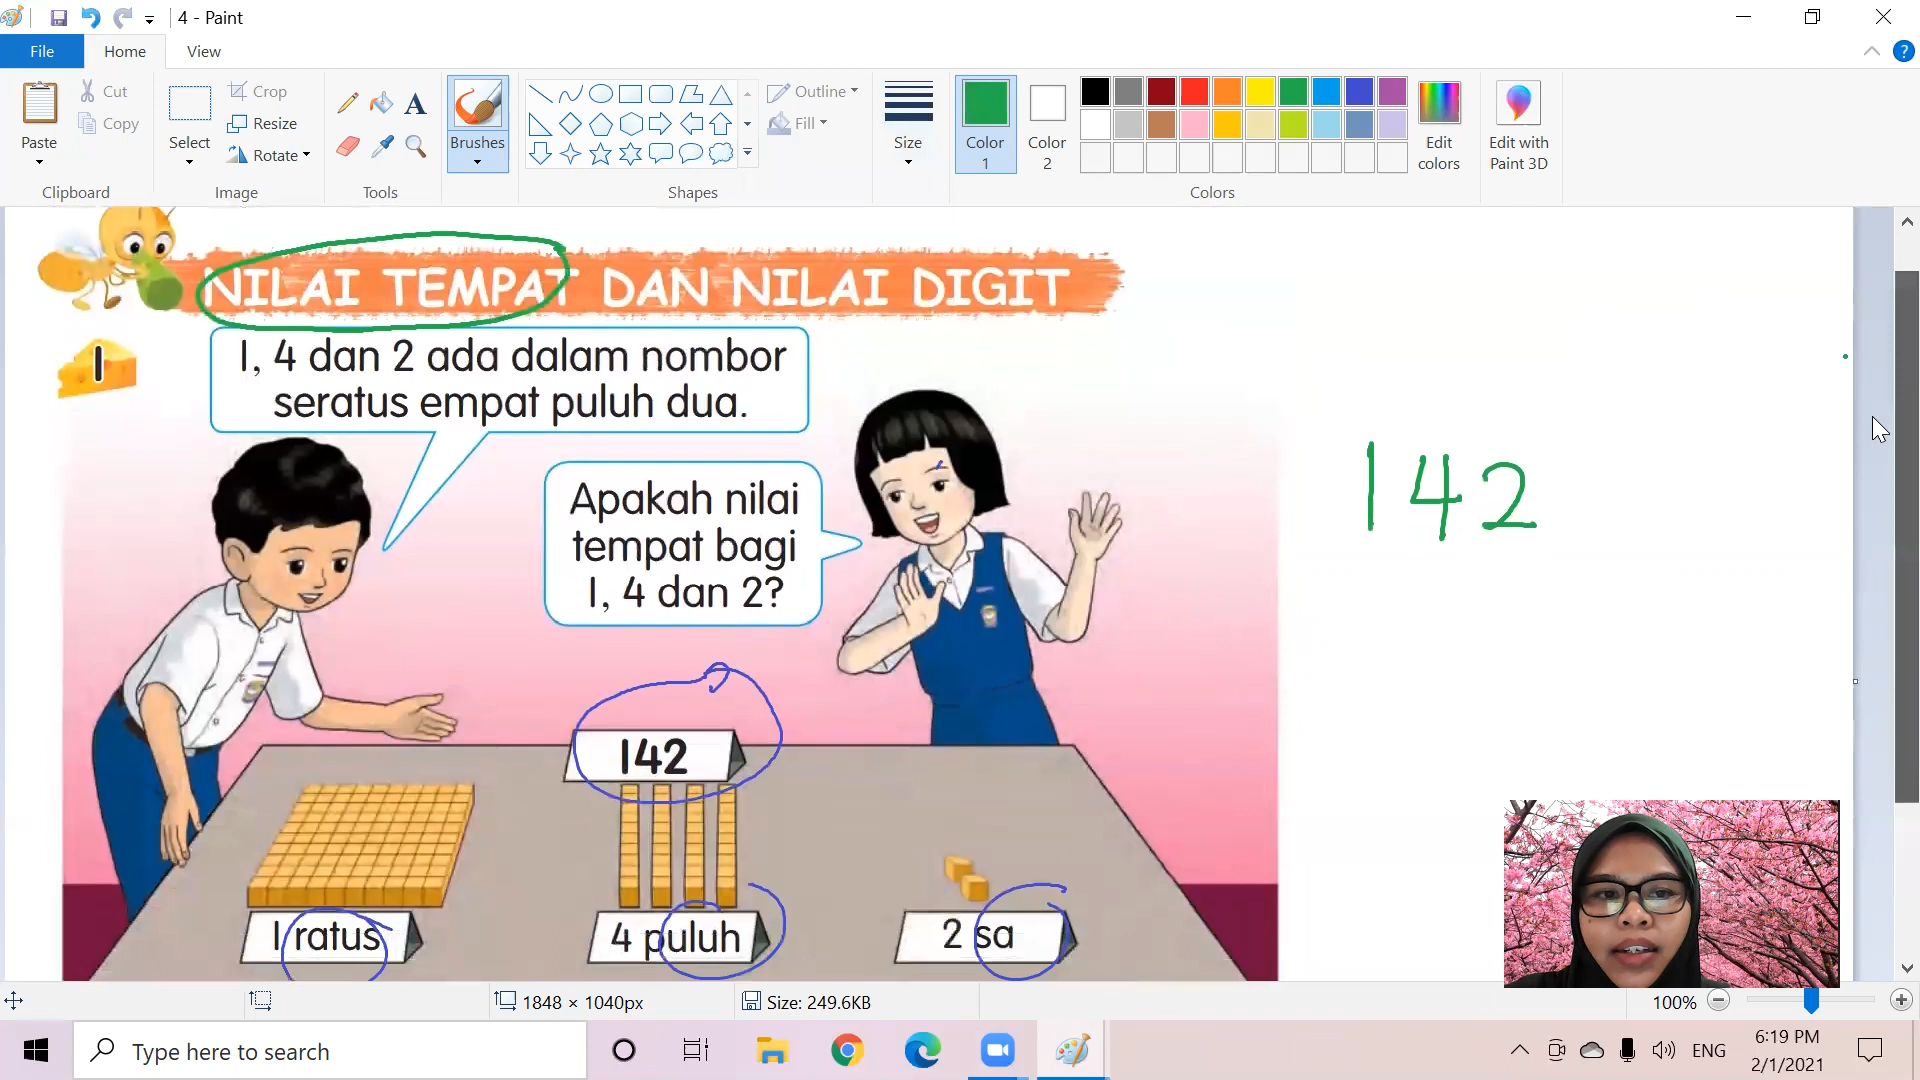 4 - Paint
File Home View
Paste
Cut
Copy
Clipboard
Select
Crop
Resize
Rotate
Image
Tools
Brushes
Outline
Fill
Shapes
Size
Color 1
Color 2
Edit colors
Colors
Edit with Paint 3D
NILAI TEMPAT DAN NILAI DIGIT
1
1, 4 dan 2 ada dalam nombor
seratus empat puluh dua.
Apakah nilai
tempat bagi
1, 4 dan 2?
142
142
1 ratus
4 puluh
2 sa
1848 × 1040px
Size: 249.6KB
100%
Type here to search
ENG
6:19 PM
2/1/2021